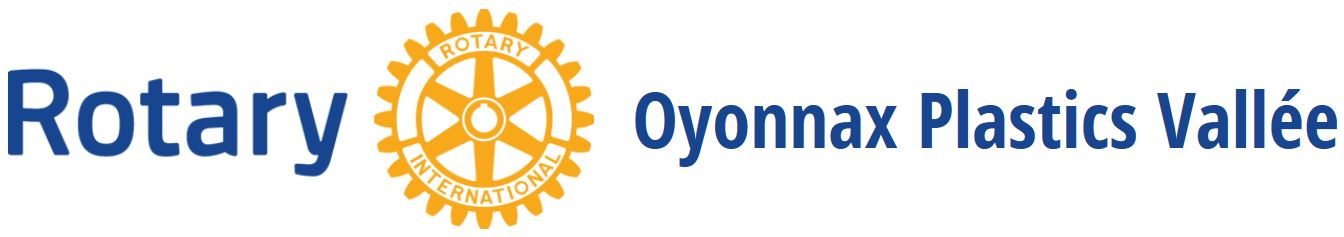 Rotary
ROTARY
INTERNATIONAL
Oyonnax Plastics Vallée